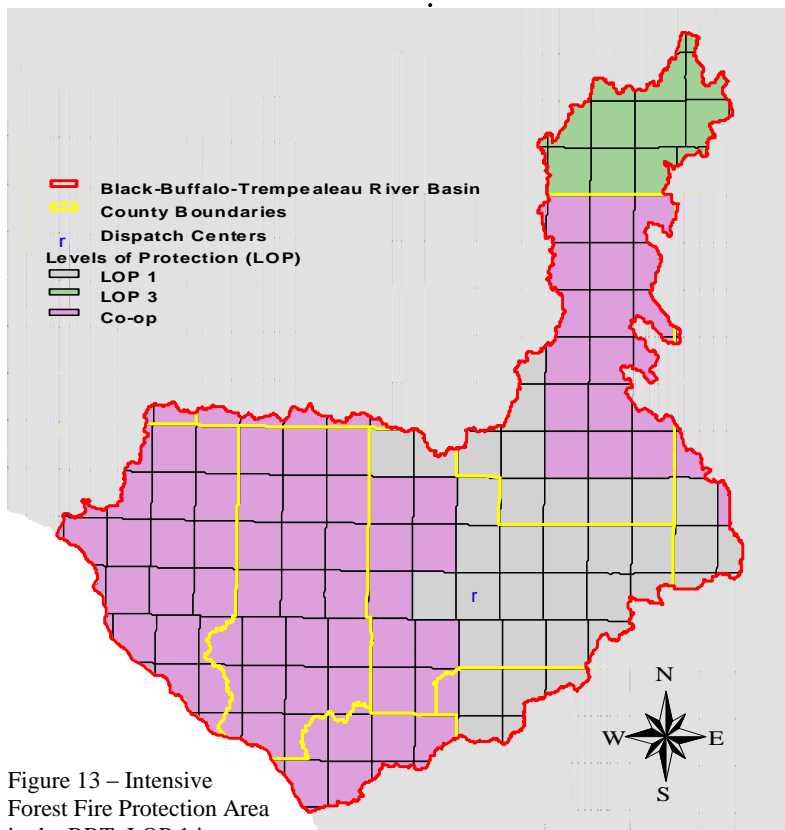 Black-Buffalo-Trempealeau River Basin
County Boundaries
r Dispatch Centers
Levels of Protection (LOP)
LOP 1
LOP 3
Co-op
r
N
W E
S
Figure 13 – Intensive
Forest Fire Protection Area